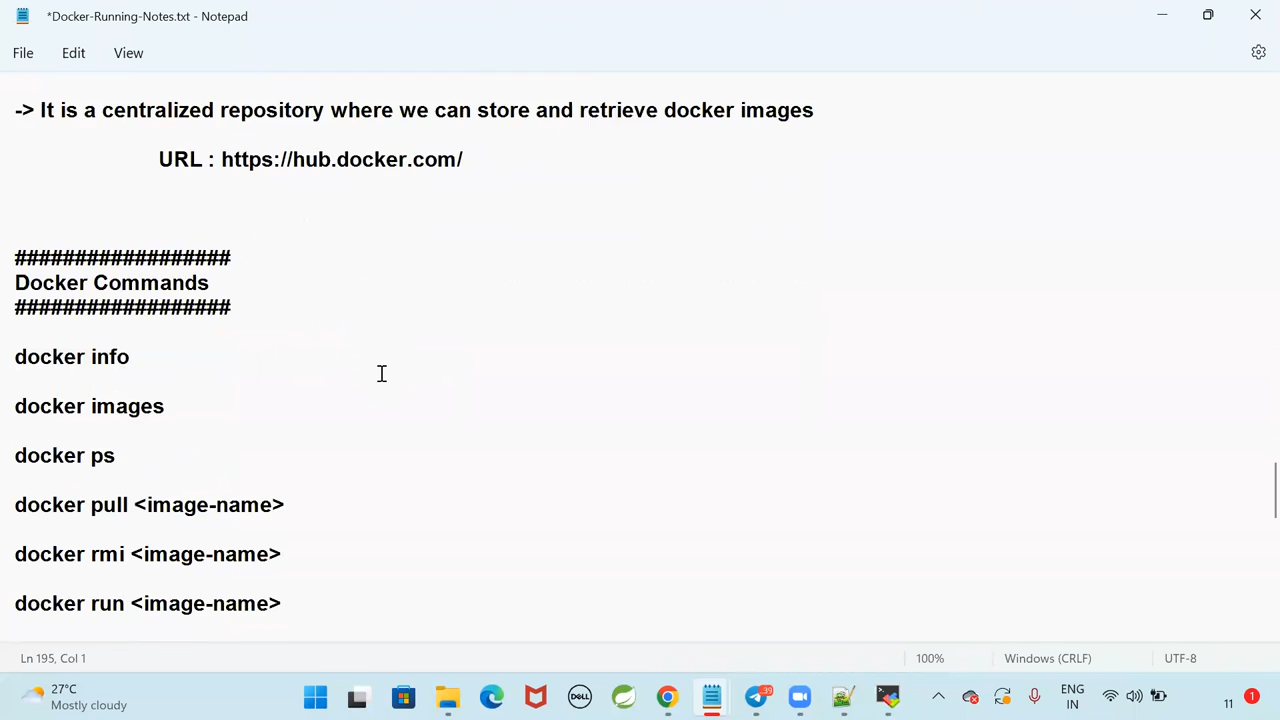 *Docker-Running-Notes.txt - Notepad
File Edit View
-> It is a centralized repository where we can store and retrieve docker images
URL : https://hub.docker.com/
##################
Docker Commands
##################
docker info
docker images
docker ps
docker pull <image-name>
docker rmi <image-name>
docker run <image-name>
Ln 195, Col 1 100% Windows (CRLF) UTF-8
27°C
Mostly cloudy
DELL
39
ENG
IN
11
1